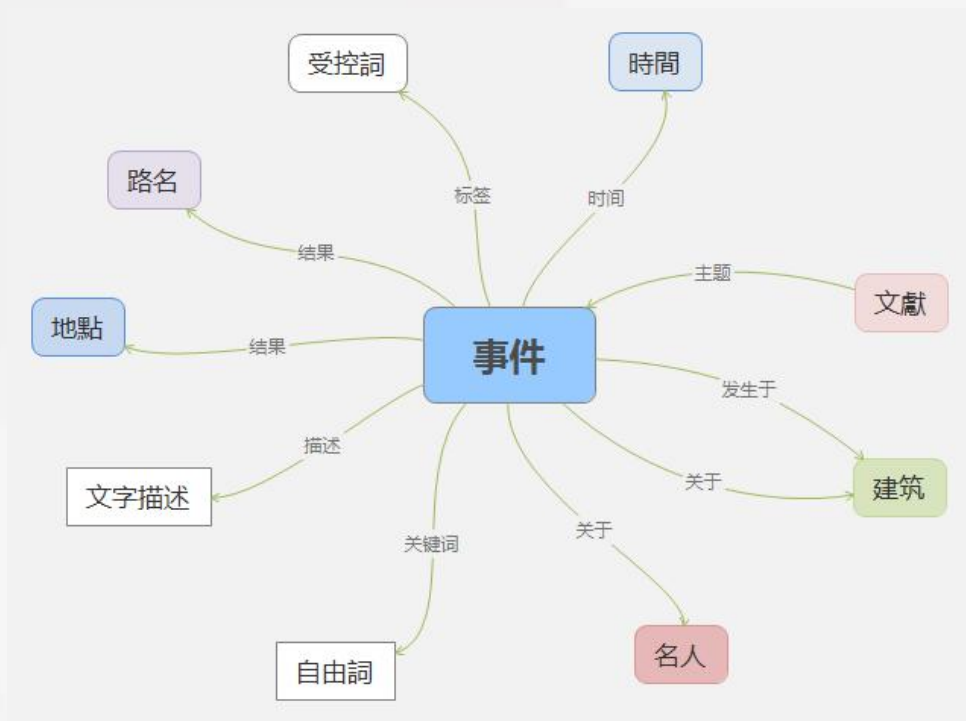 受控詞
時間
路名
标签
时间
结果
主题
文獻
地點
结果
事件
发生于
描述
关于
建筑
文字描述
关键词
关于
自由詞
名人